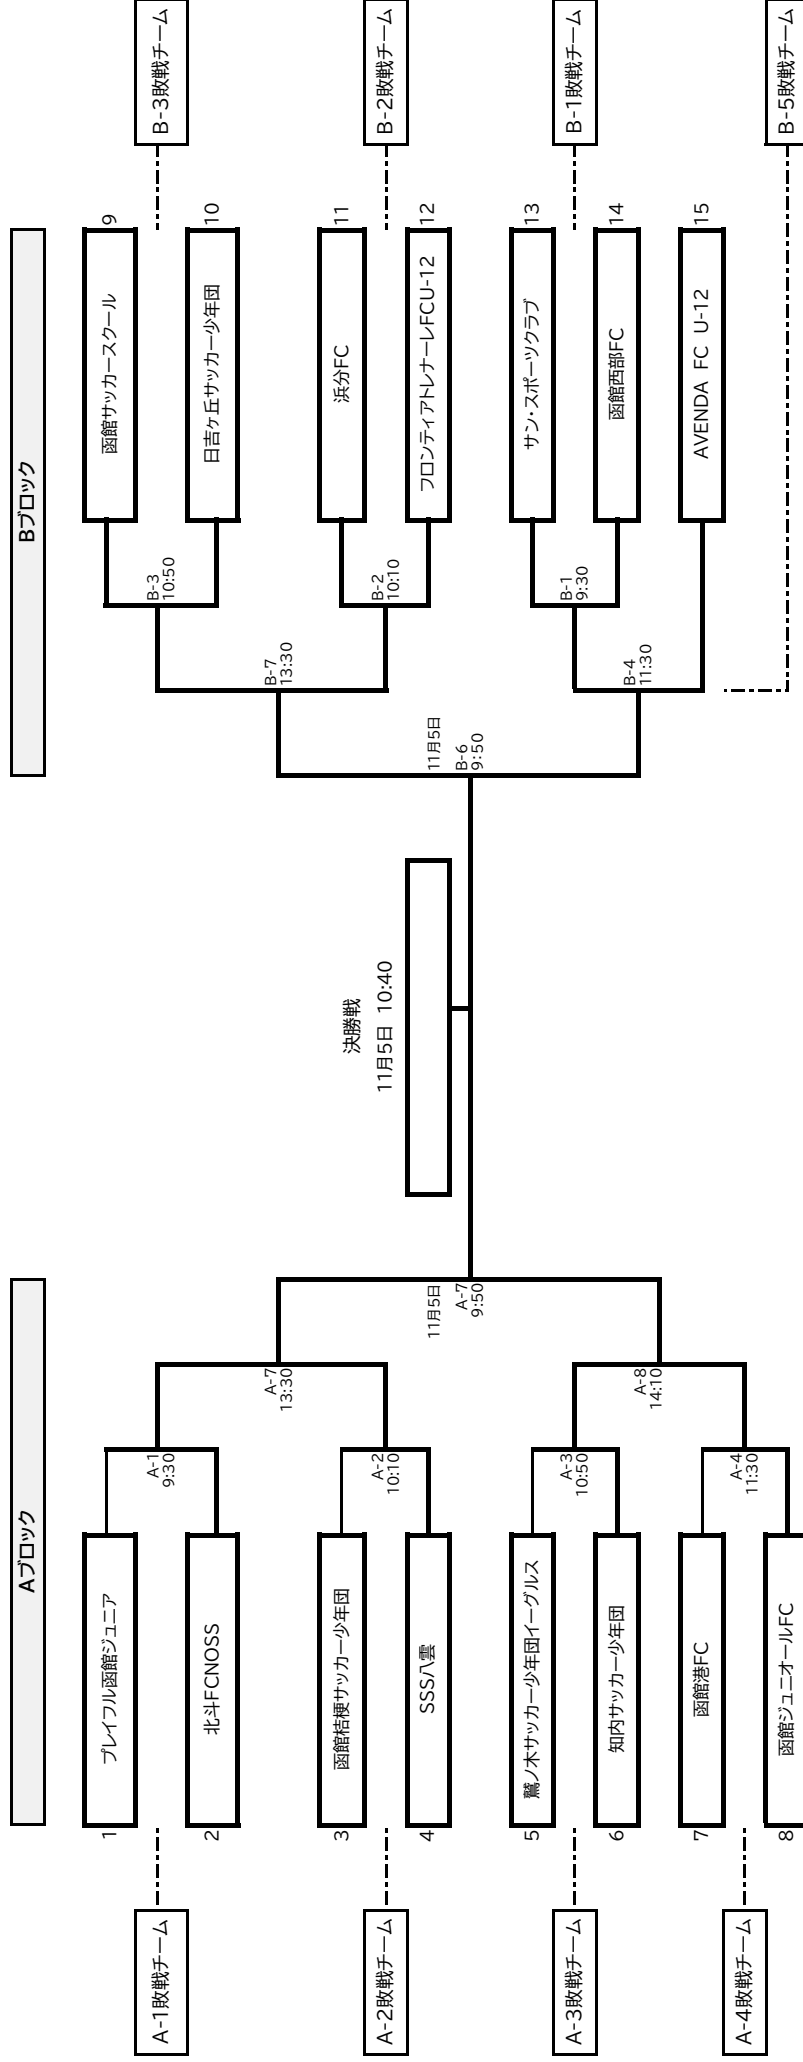 Aブロック
Bブロック
A-1敗戦チーム
1
プレイフル函館ジュニア
A-1
9:30
2
北斗FCNOSS
A-7
13:30
A-2敗戦チーム
3
函館桔梗サッカー少年団
A-2
10:10
4
SSS八雲
11月5日
A-7
9:50
A-3敗戦チーム
5
鷲ノ木サッカー少年団イーグルス
A-3
10:50
6
知内サッカー少年団
A-8
14:10
A-4敗戦チーム
7
函館港FC
A-4
11:30
8
函館ジュニオールFC
決勝戦
11月5日 10:40
B-3
10:50
函館サッカースクール
9
B-3敗戦チーム
日吉ヶ丘サッカー少年団
10
B-7
13:30
浜分FC
11
B-2
10:10
B-2敗戦チーム
フロンティアトレナーレFCU-12
12
11月5日
B-6
9:50
サン・スポーツクラブ
13
B-1
9:30
B-1敗戦チーム
函館西部FC
14
B-4
11:30
AVENDA FC U-12
15
B-5敗戦チーム